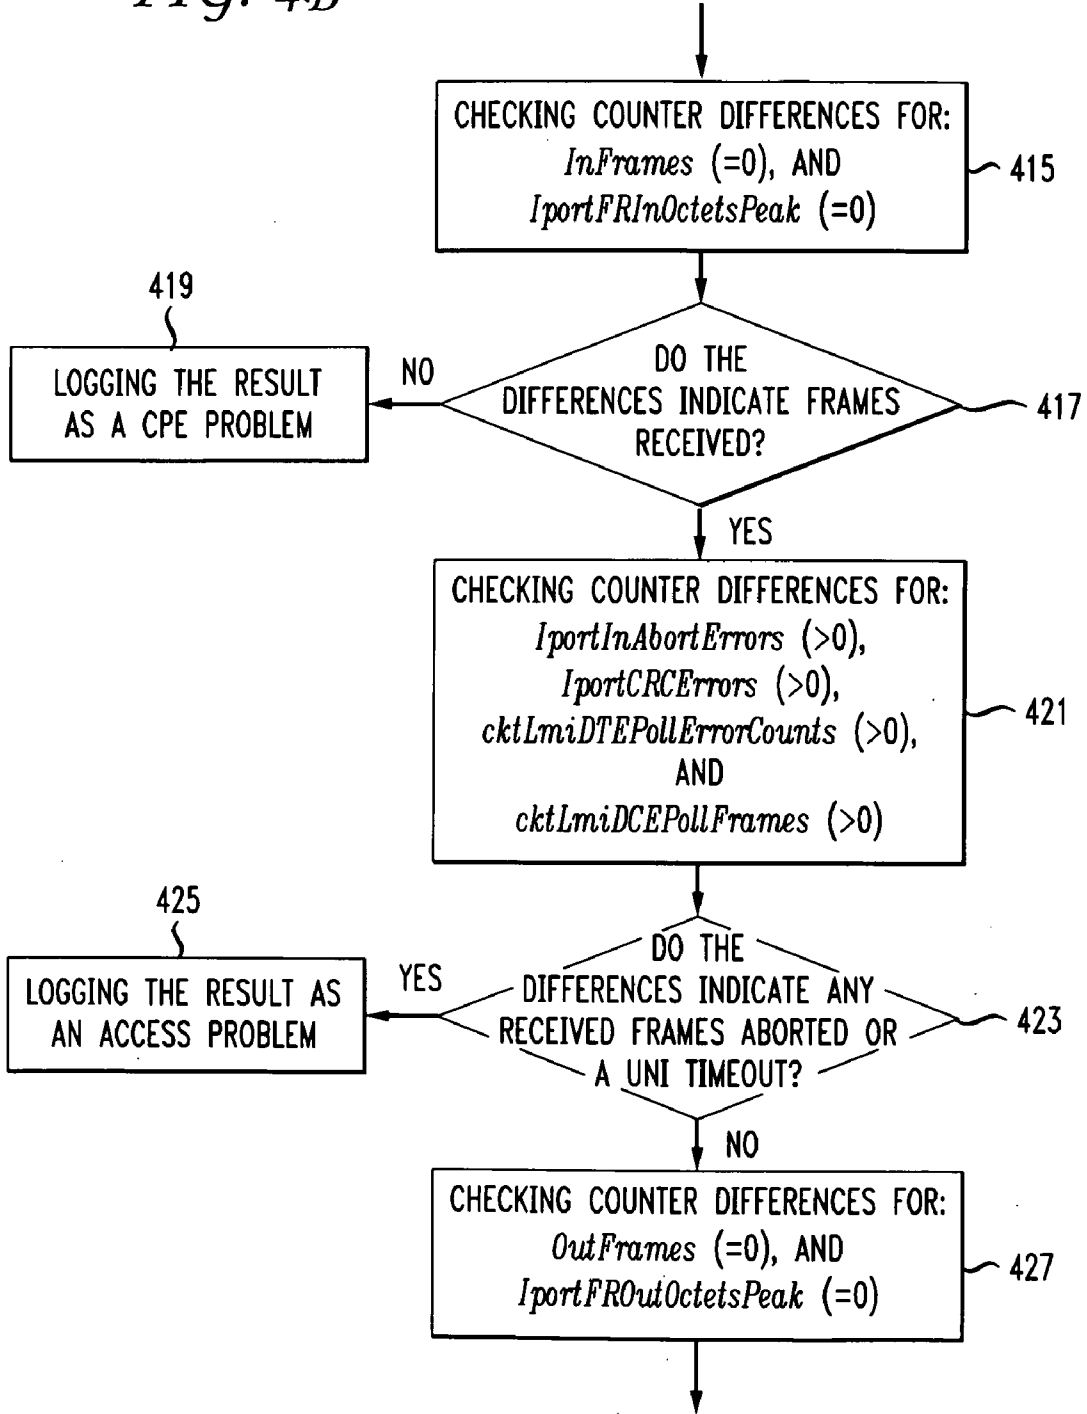 Fig. 4B
CHECKING COUNTER DIFFERENCES FOR:
InFrames (=0), AND
IportFRInOctetsPeak (=0)
415
419
LOGGING THE RESULT
AS A CPE PROBLEM
NO
DO THE
DIFFERENCES INDICATE FRAMES
RECEIVED?
417
YES
CHECKING COUNTER DIFFERENCES FOR:
IportInAbortErrors (>0),
IportCRCErrors (>0),
cktLmiDTEPollErrorCounts (>0),
AND
cktLmiDCEPollFrames (>0)
421
425
LOGGING THE RESULT AS
AN ACCESS PROBLEM
YES
DO THE
DIFFERENCES INDICATE ANY
RECEIVED FRAMES ABORTED OR
A UNI TIMEOUT?
423
NO
CHECKING COUNTER DIFFERENCES FOR:
OutFrames (=0), AND
IportFROutOctetsPeak (=0)
427